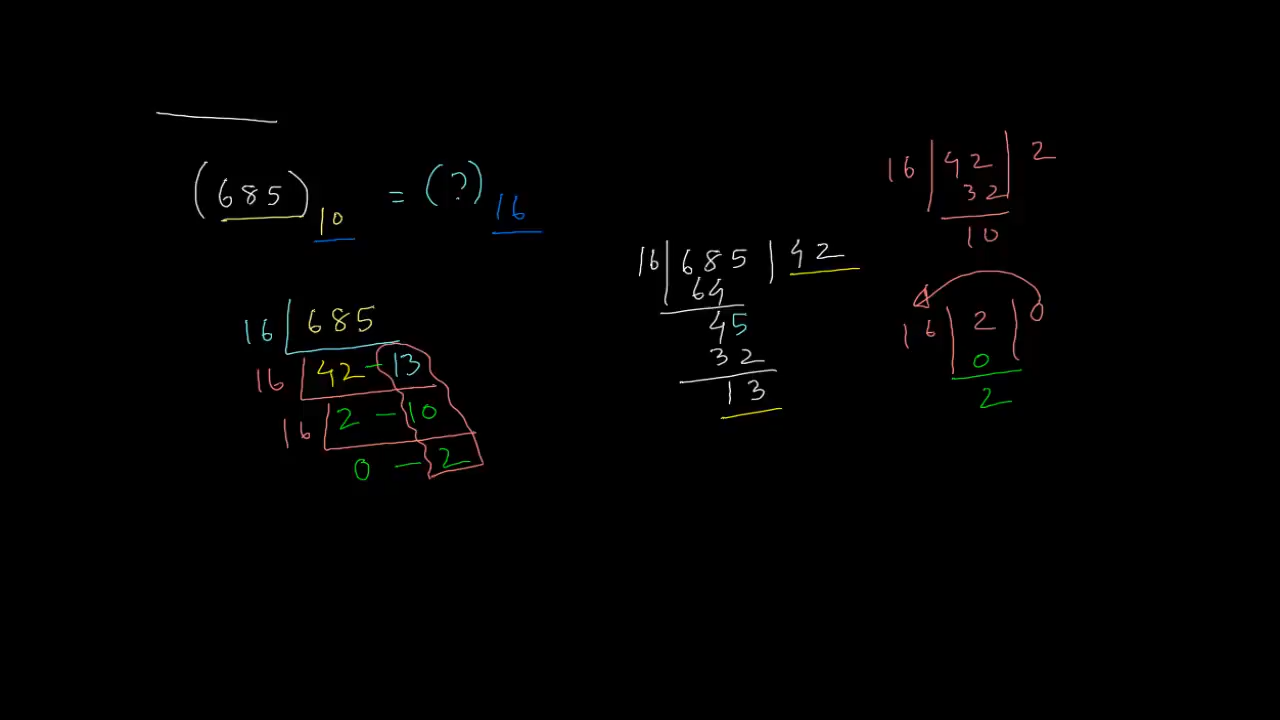 (685)10 = (?)16
16 | 685
16 | 42 - 13
16 | 2 - 10
0 - 2
16 | 685 | 42
64
45
32
13
16 | 42 | 2
32
10
16 | 2 | 0
0
2